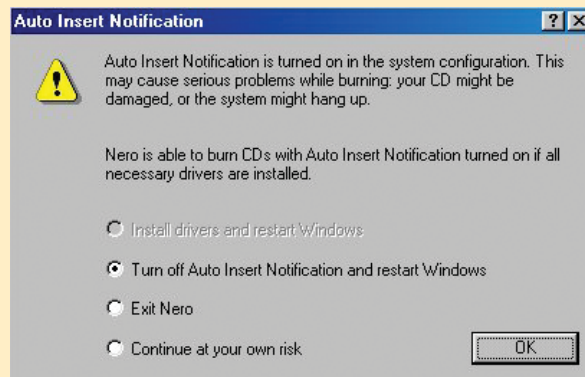 Auto Insert Notification
Auto Insert Notification is turned on in the system configuration. This
may cause serious problems while burning: your CD might be
damaged, or the system might hang up.
Nero is able to burn CDs with Auto Insert Notification turned on if all
necessary drivers are installed.
Install drivers and restart Windows
Turn off Auto Insert Notification and restart Windows
Exit Nero
Continue at your own risk
OK